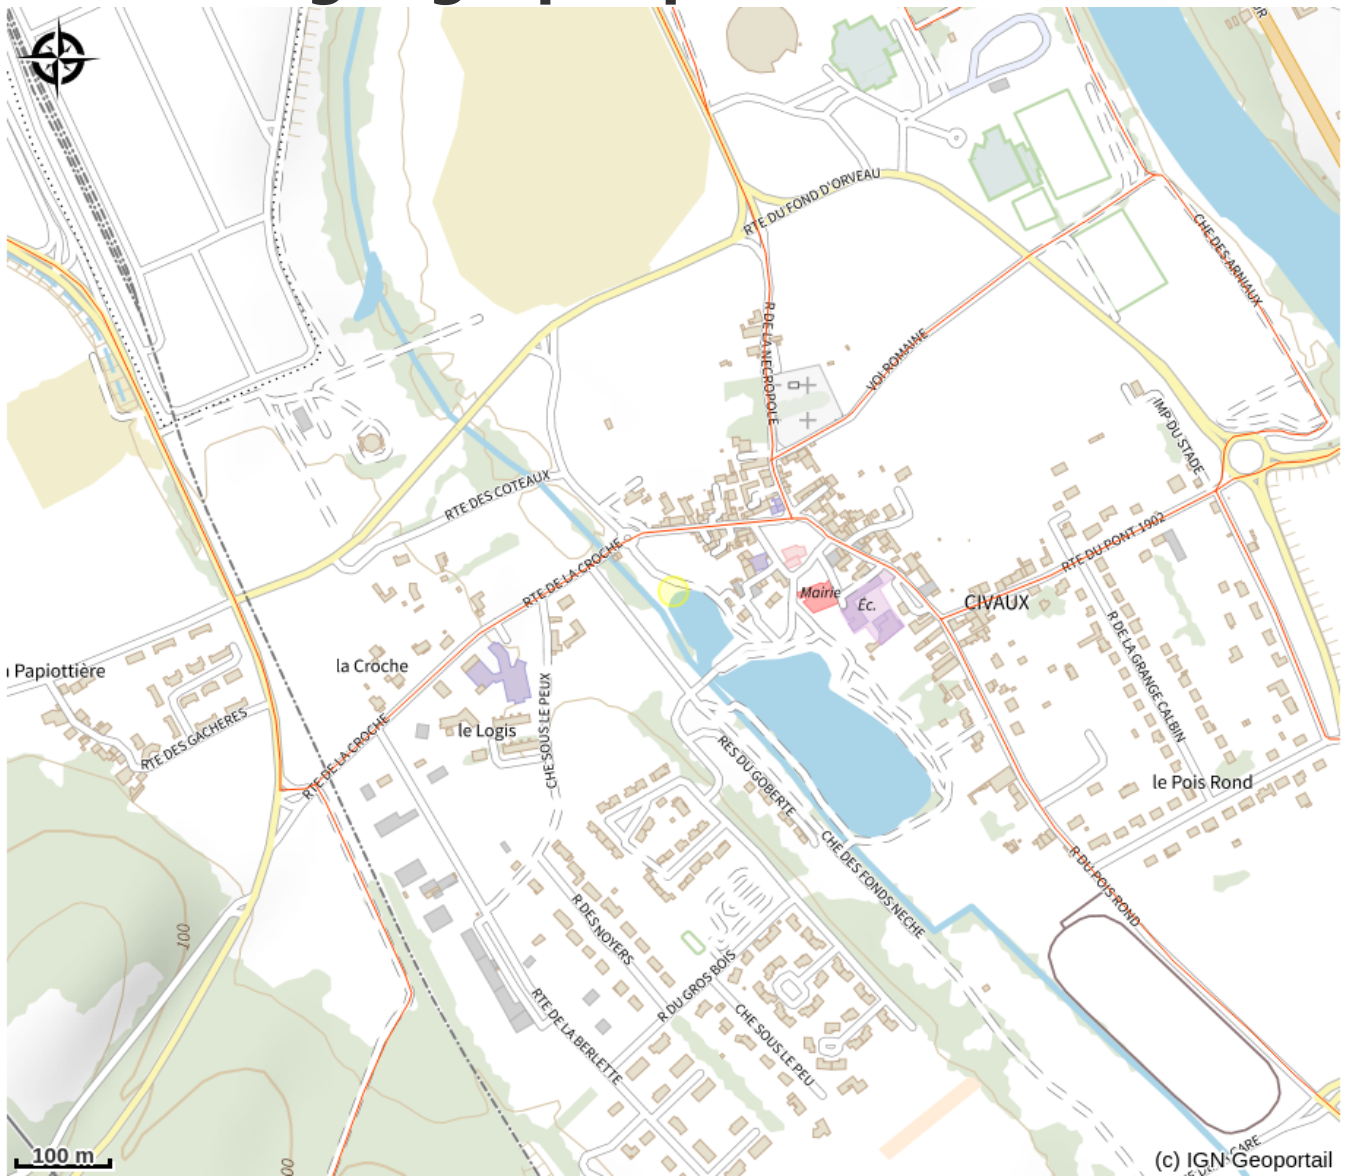 RTE DU FOND D'ORVEAU
CHE DES ARNIAUX
R DE LA NECROPOLE
VOI ROMAINE
IMP DU STADE
RTE DES COTEAUX
RTE DU PONT 1902
RTE DE LA CROCHE
Mairie
Éc.
CIVAUX
R DE LA GRANGE CALBIN
la Croche
Papiottière
CHE SOUS LE PEUX
le Logis
RTE DES GACHERES
RTE DE LA CROCHE
RES DU GOBERTE
le Pois Rond
CHE DES FONDS NECHE
R DU POIS ROND
R DES NOYERS
100
R DU GROS BOIS
RTE DE LA BERLETTE
CHE SOUS LE PEU
100 m
00
GARE
(c) IGN Geoportail